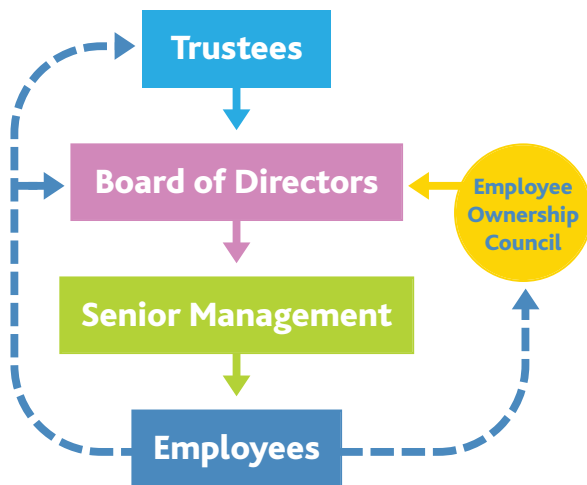 Trustees
Board of Directors
Employee
Ownership
Council
Senior Management
Employees